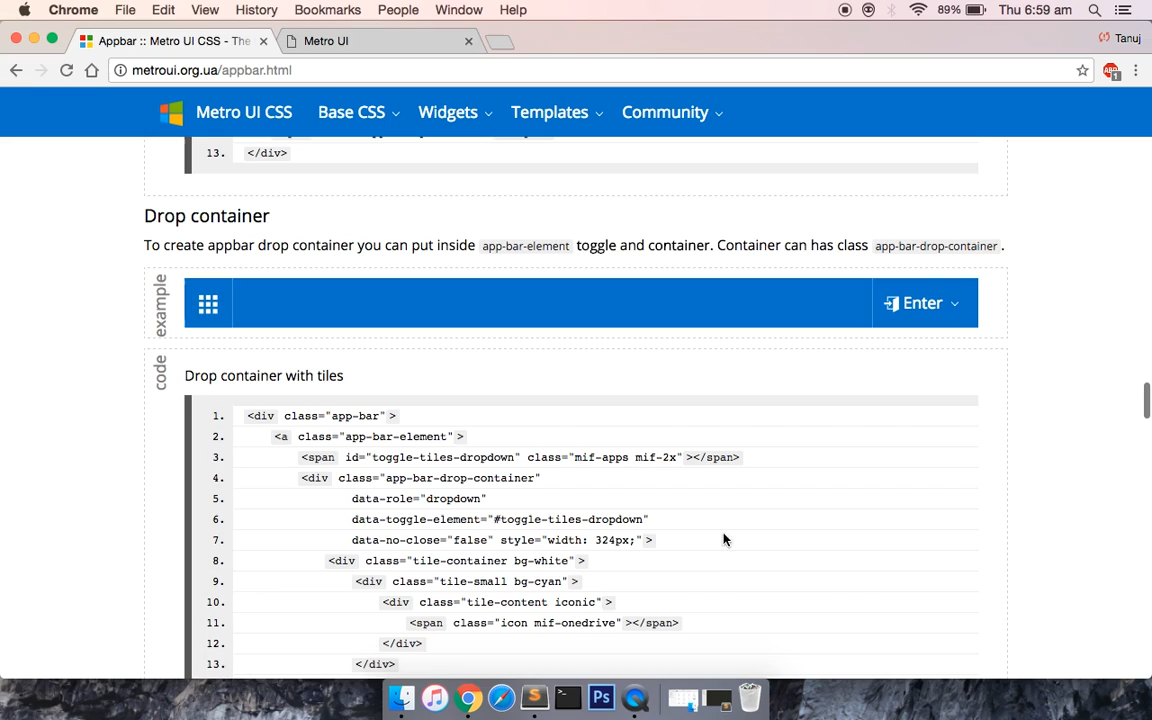 Chrome File Edit View History Bookmarks People Window Help 89% Thu 6:59 am
Appbar :: Metro UI CSS - The Metro UI Tanuj
metroui.org.ua/appbar.html 1
Metro UI CSS Base CSS Widgets Templates Community
13. </div>
Drop container
To create appbar drop container you can put inside app-bar-element toggle and container. Container can has class app-bar-drop-container .
example
Enter
code
Drop container with tiles
1. <div class="app-bar">
2. <a class="app-bar-element">
3. <span id="toggle-tiles-dropdown" class="mif-apps mif-2x"></span>
4. <div class="app-bar-drop-container"
5. data-role="dropdown"
6. data-toggle-element="#toggle-tiles-dropdown"
7. data-no-close="false" style="width: 324px;">
8. <div class="tile-container bg-white">
9. <div class="tile-small bg-cyan">
10. <div class="tile-content iconic">
11. <span class="icon mif-onedrive"></span>
12. </div>
13. </div>
S Ps